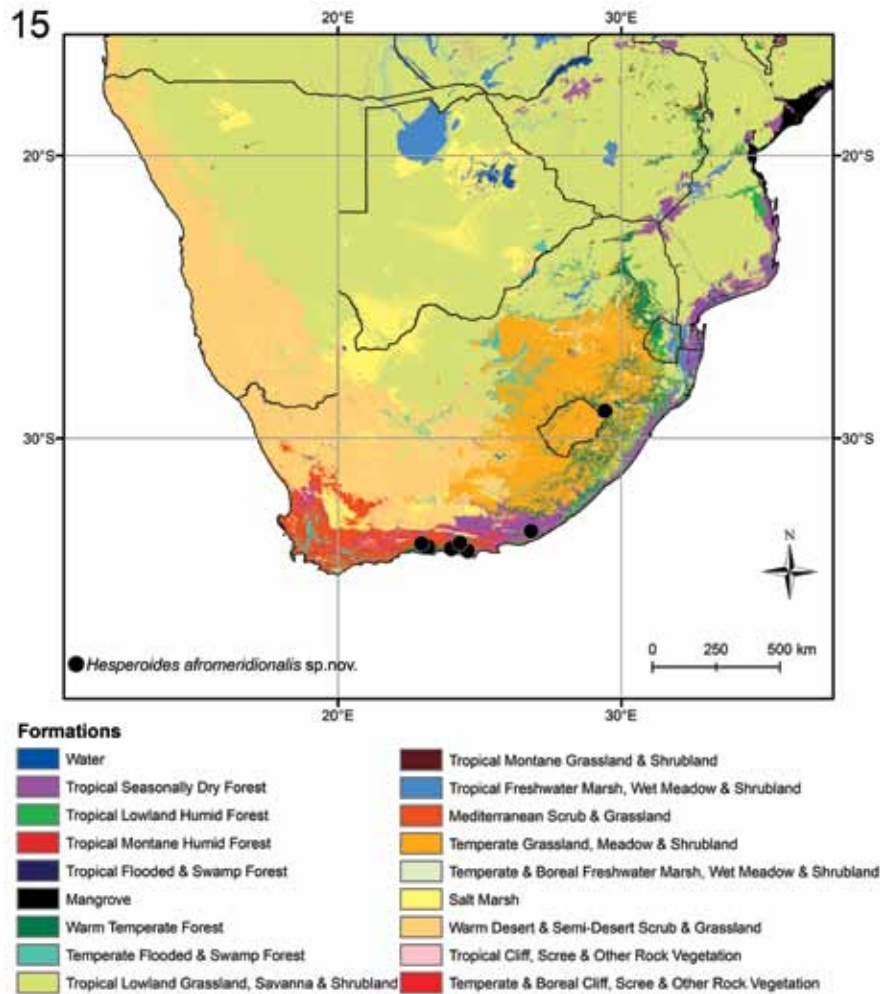 15
20°E 30°E
20°S 20°S
30°S 30°S
N
Hesperoides afromeridionalis sp.nov.
0 250 500 km
20°E 30°E
Formations
Water
Tropical Seasonally Dry Forest
Tropical Lowland Humid Forest
Tropical Montane Humid Forest
Tropical Flooded & Swamp Forest
Mangrove
Warm Temperate Forest
Temperate Flooded & Swamp Forest
Tropical Lowland Grassland, Savanna & Shrubland
Tropical Montane Grassland & Shrubland
Tropical Freshwater Marsh, Wet Meadow & Shrubland
Mediterranean Scrub & Grassland
Temperate Grassland, Meadow & Shrubland
Temperate & Boreal Freshwater Marsh, Wet Meadow & Shrubland
Salt Marsh
Warm Desert & Semi-Desert Scrub & Grassland
Tropical Cliff, Scree & Other Rock Vegetation
Temperate & Boreal Cliff, Scree & Other Rock Vegetation